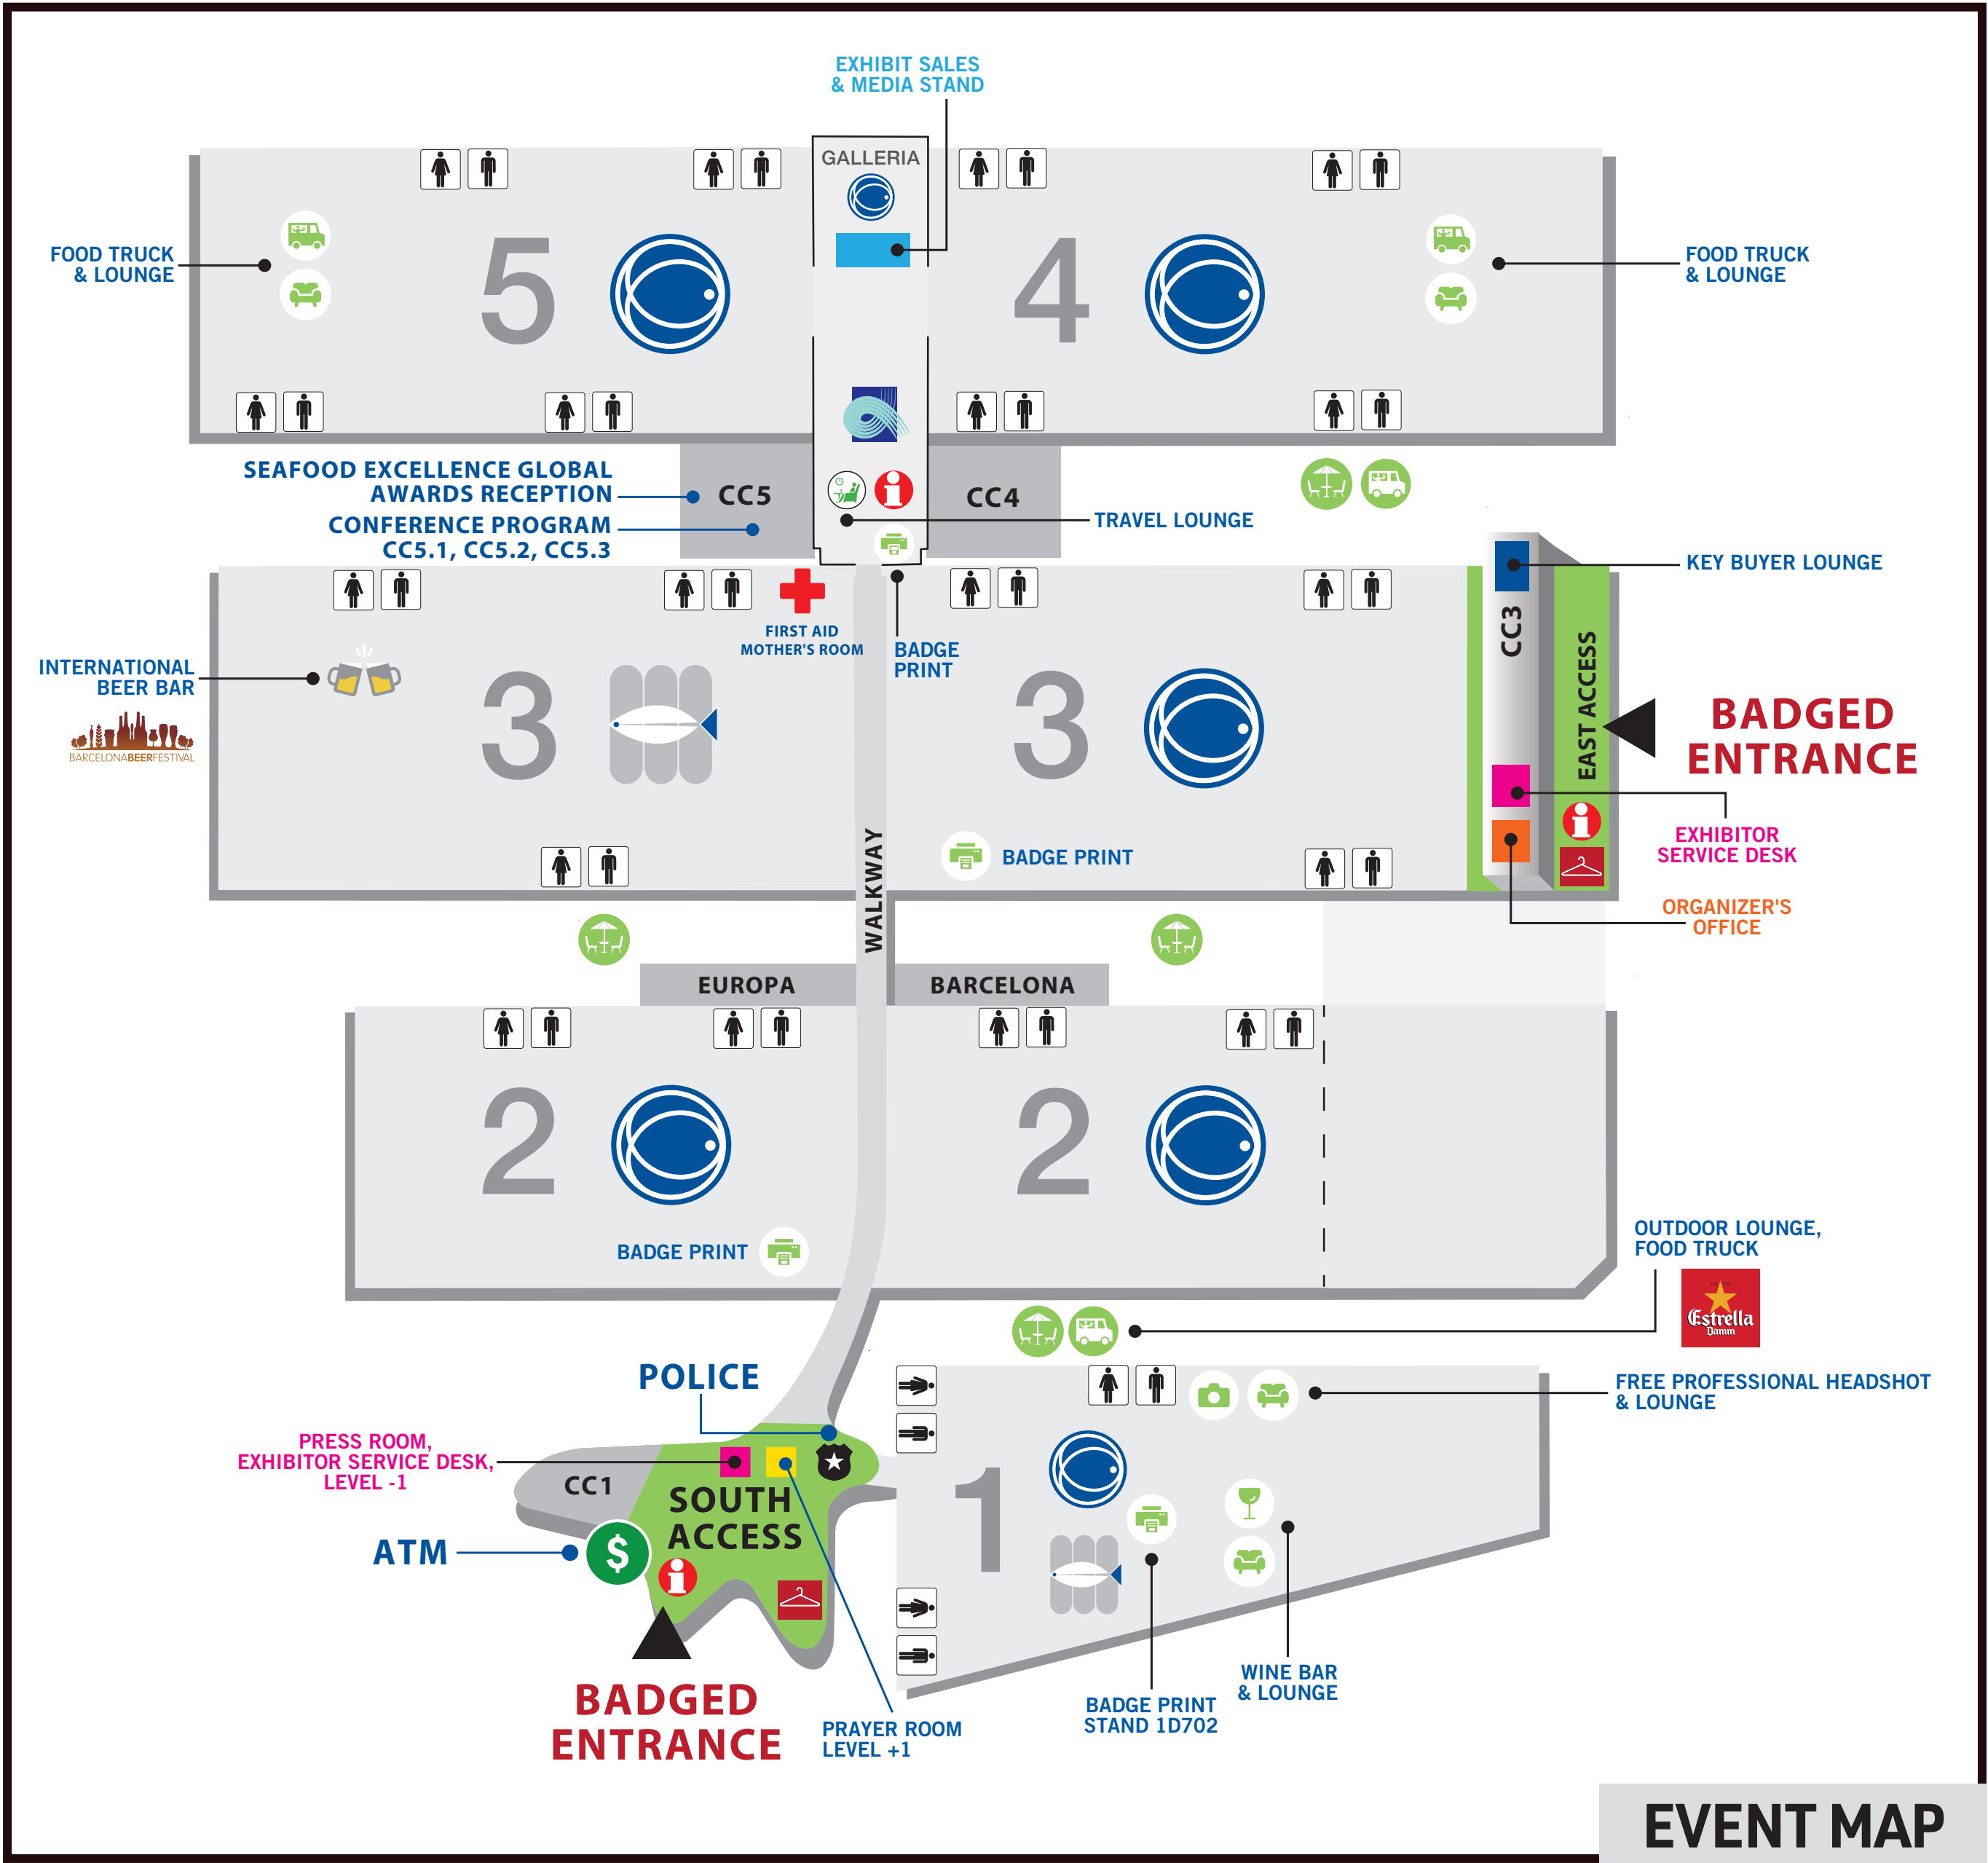 EXHIBIT SALES
& MEDIA STAND
GALLERIA
FOOD TRUCK
& LOUNGE
5
4
FOOD TRUCK
& LOUNGE
SEAFOOD EXCELLENCE GLOBAL
AWARDS RECEPTION
CONFERENCE PROGRAM
CC5.1, CC5.2, CC5.3
CC5
CC4
TRAVEL LOUNGE
KEY BUYER LOUNGE
FIRST AID
MOTHER'S ROOM
BADGE
PRINT
INTERNATIONAL
BEER BAR
BARCELONABEERFESTIVAL
3
3
CC3
EAST ACCESS
BADGED
ENTRANCE
BADGE PRINT
WALKWAY
EXHIBITOR
SERVICE DESK
ORGANIZER'S
OFFICE
EUROPA
BARCELONA
2
2
BADGE PRINT
OUTDOOR LOUNGE,
FOOD TRUCK
Estrella
Damm
POLICE
FREE PROFESSIONAL HEADSHOT
& LOUNGE
PRESS ROOM,
EXHIBITOR SERVICE DESK,
LEVEL -1
CC1
SOUTH
ACCESS
1
ATM
$
BADGED
ENTRANCE
PRAYER ROOM
LEVEL +1
BADGE PRINT
STAND 1D702
WINE BAR
& LOUNGE
EVENT MAP